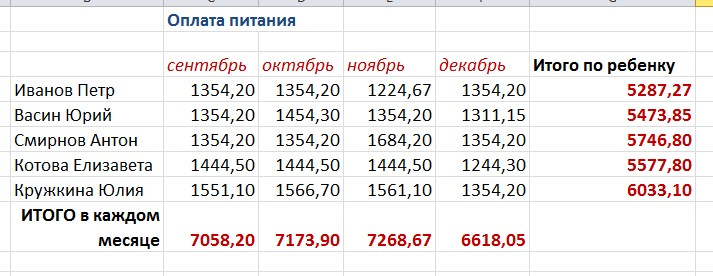 Оплата питания
сентябрь октябрь ноябрь декабрь Итого по ребенку
Иванов Петр 1354,20 1354,20 1224,67 1354,20 5287,27
Васин Юрий 1354,20 1454,30 1354,20 1311,15 5473,85
Смирнов Антон 1354,20 1354,20 1684,20 1354,20 5746,80
Котова Елизавета 1444,50 1444,50 1444,50 1244,30 5577,80
Кружкина Юлия 1551,10 1566,70 1561,10 1354,20 6033,10
ИТОГО в каждом
месяце 7058,20 7173,90 7268,67 6618,05